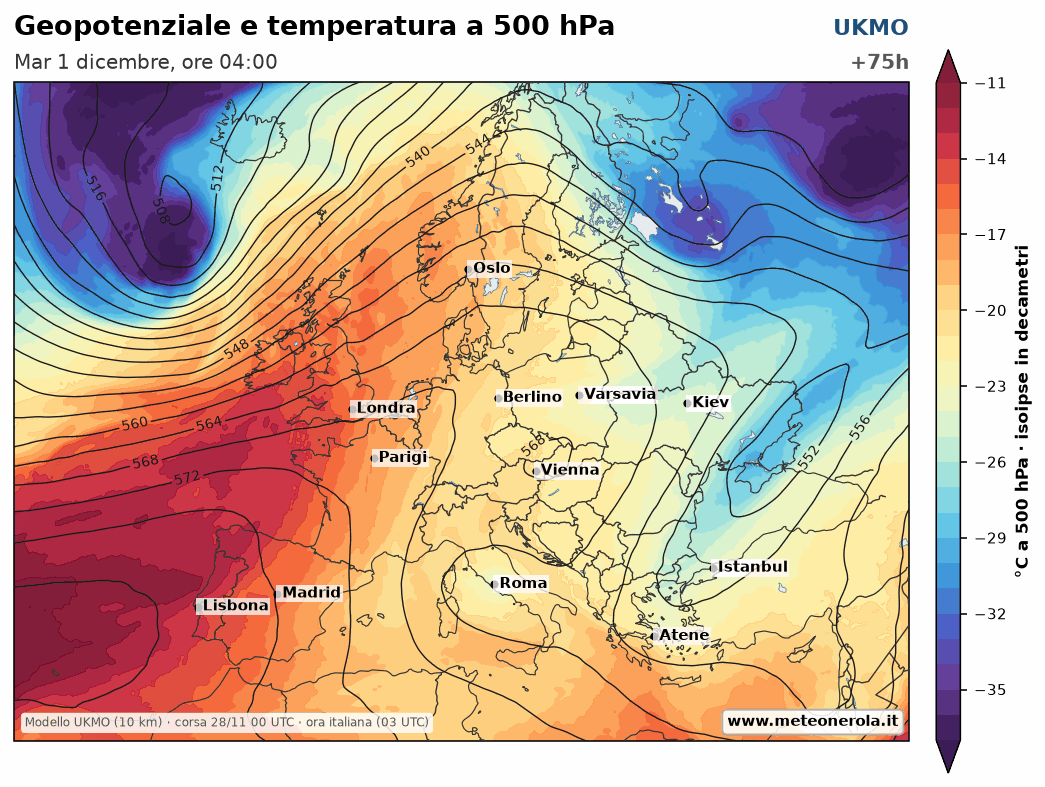 Geopotenziale e temperatura a 500 hPa
UKMO
Mar 1 dicembre, ore 04:00
+75h
−11
−14
−17
−20
−23
−26
−29
−32
−35
°C a 500 hPa · isoipse in decametri
540
544
516
512
508
548
560
564
568
572
568
552
556
Oslo
Londra
Berlino
Varsavia
Kiev
Parigi
Vienna
Roma
Istanbul
Madrid
Lisbona
Atene
Modello UKMO (10 km) · corsa 28/11 00 UTC · ora italiana (03 UTC)
www.meteonerola.it